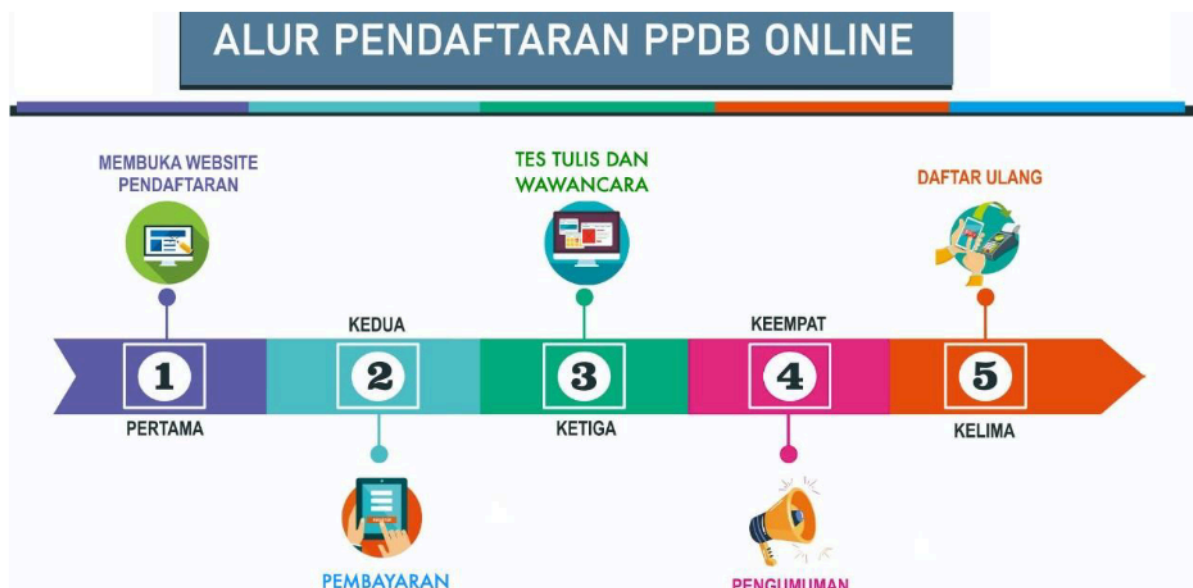 ALUR PENDAFTARAN PPDB ONLINE
MEMBUKA WEBSITE
PENDAFTARAN
1
PERTAMA
KEDUA
2
PEMBAYARAN
TES TULIS DAN
WAWANCARA
3
KETIGA
KEEMPAT
4
PENGUMUMAN
DAFTAR ULANG
5
KELIMA